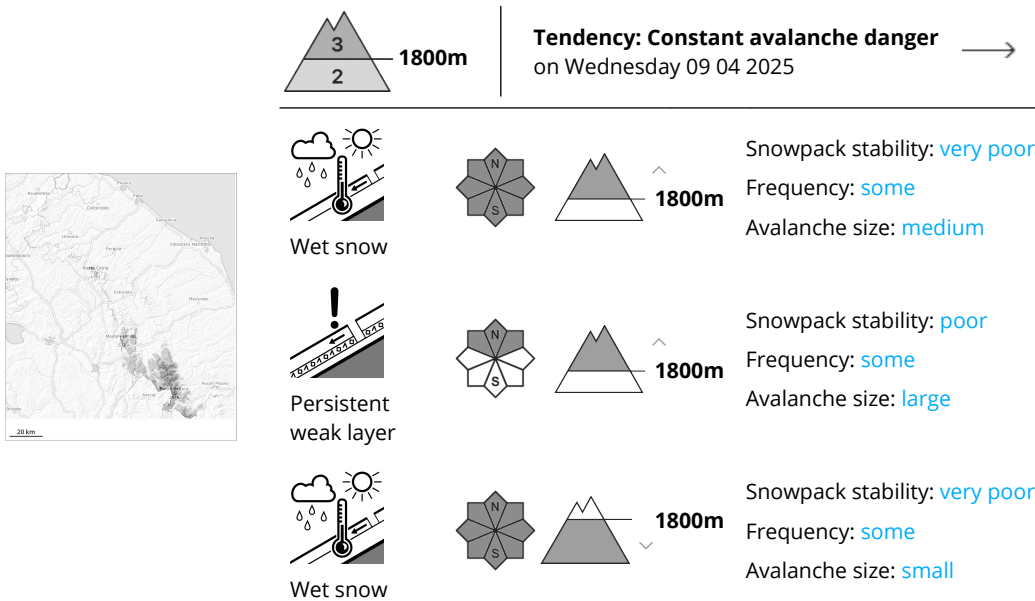 3
2
1800m
Tendency: Constant avalanche danger
on Wednesday 09 04 2025
N
S
1800m
Wet snow
Snowpack stability: very poor
Frequency: some
Avalanche size: medium
20 km
N
S
1800m
Persistent
weak layer
Snowpack stability: poor
Frequency: some
Avalanche size: large
N
S
1800m
Wet snow
Snowpack stability: very poor
Frequency: some
Avalanche size: small